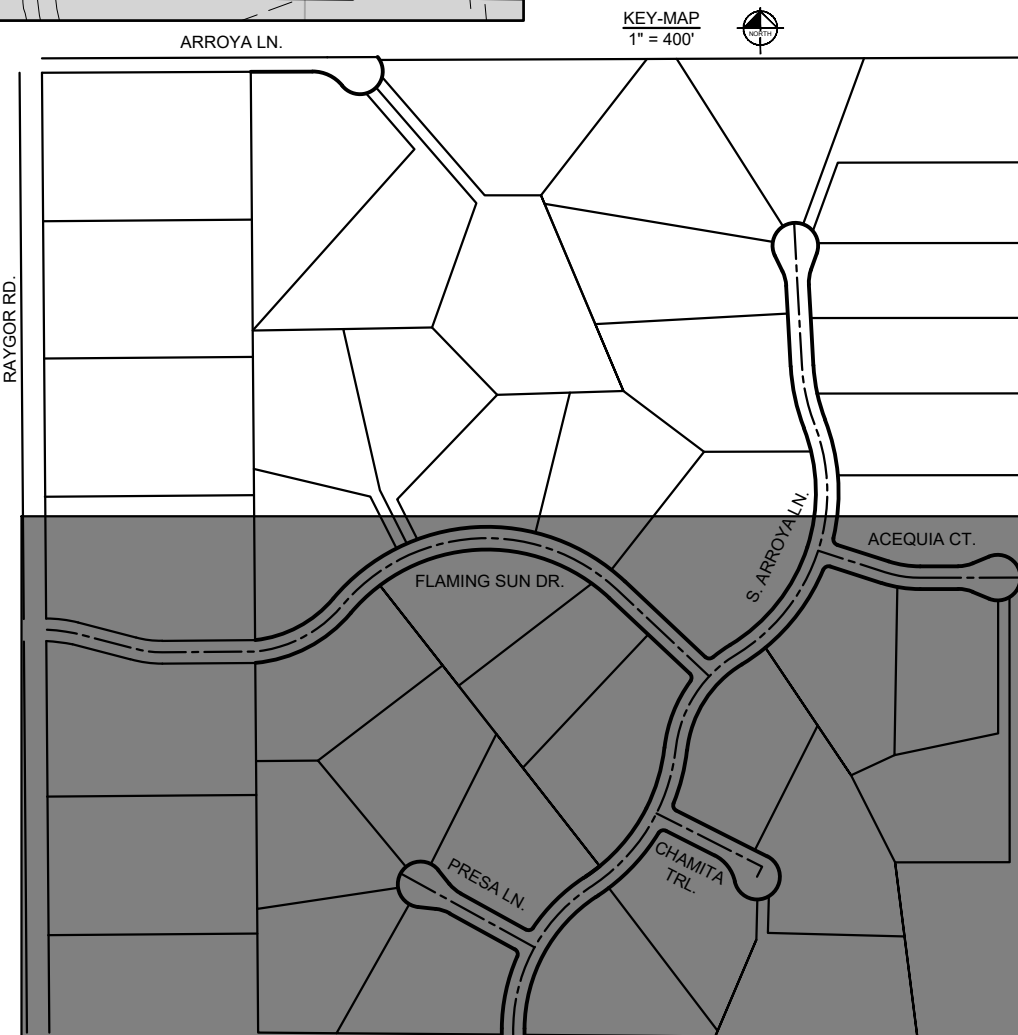 KEY-MAP
1" = 400'
NORTH
ARROYA LN.
RAYGOR RD.
S. ARROYA LN.
ACEQUIA CT.
FLAMING SUN DR.
CHAMITA
TRL.
PRESA LN.